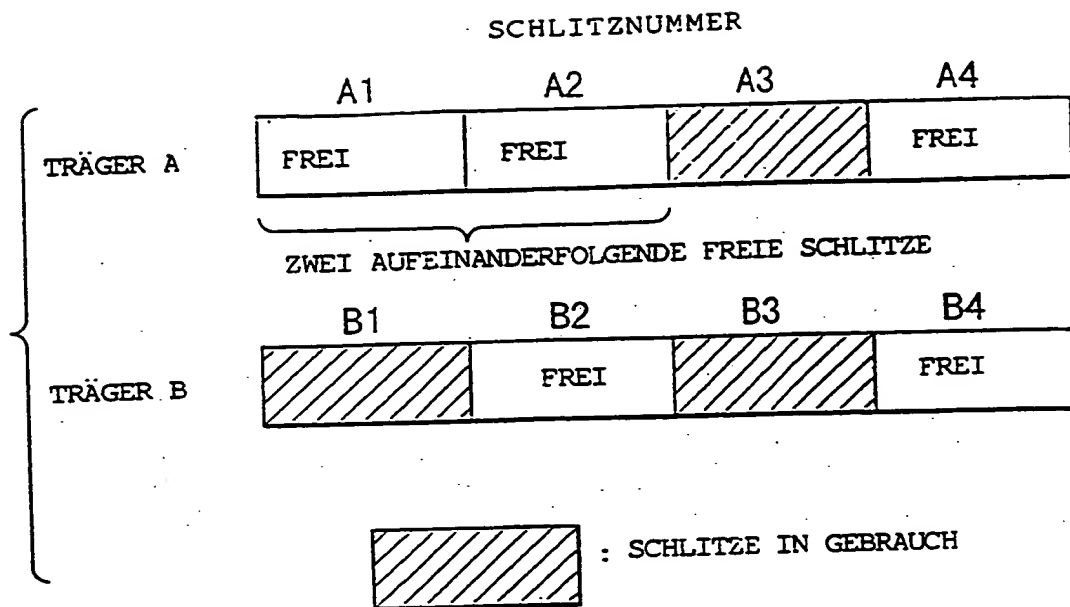 SCHLITZNUMMER
A1 A2 A3 A4
TRÄGER A FREI FREI FREI
ZWEI AUFEINANDERFOLGENDE FREIE SCHLITZE
B1 B2 B3 B4
TRÄGER B FREI FREI
: SCHLITZE IN GEBRAUCH